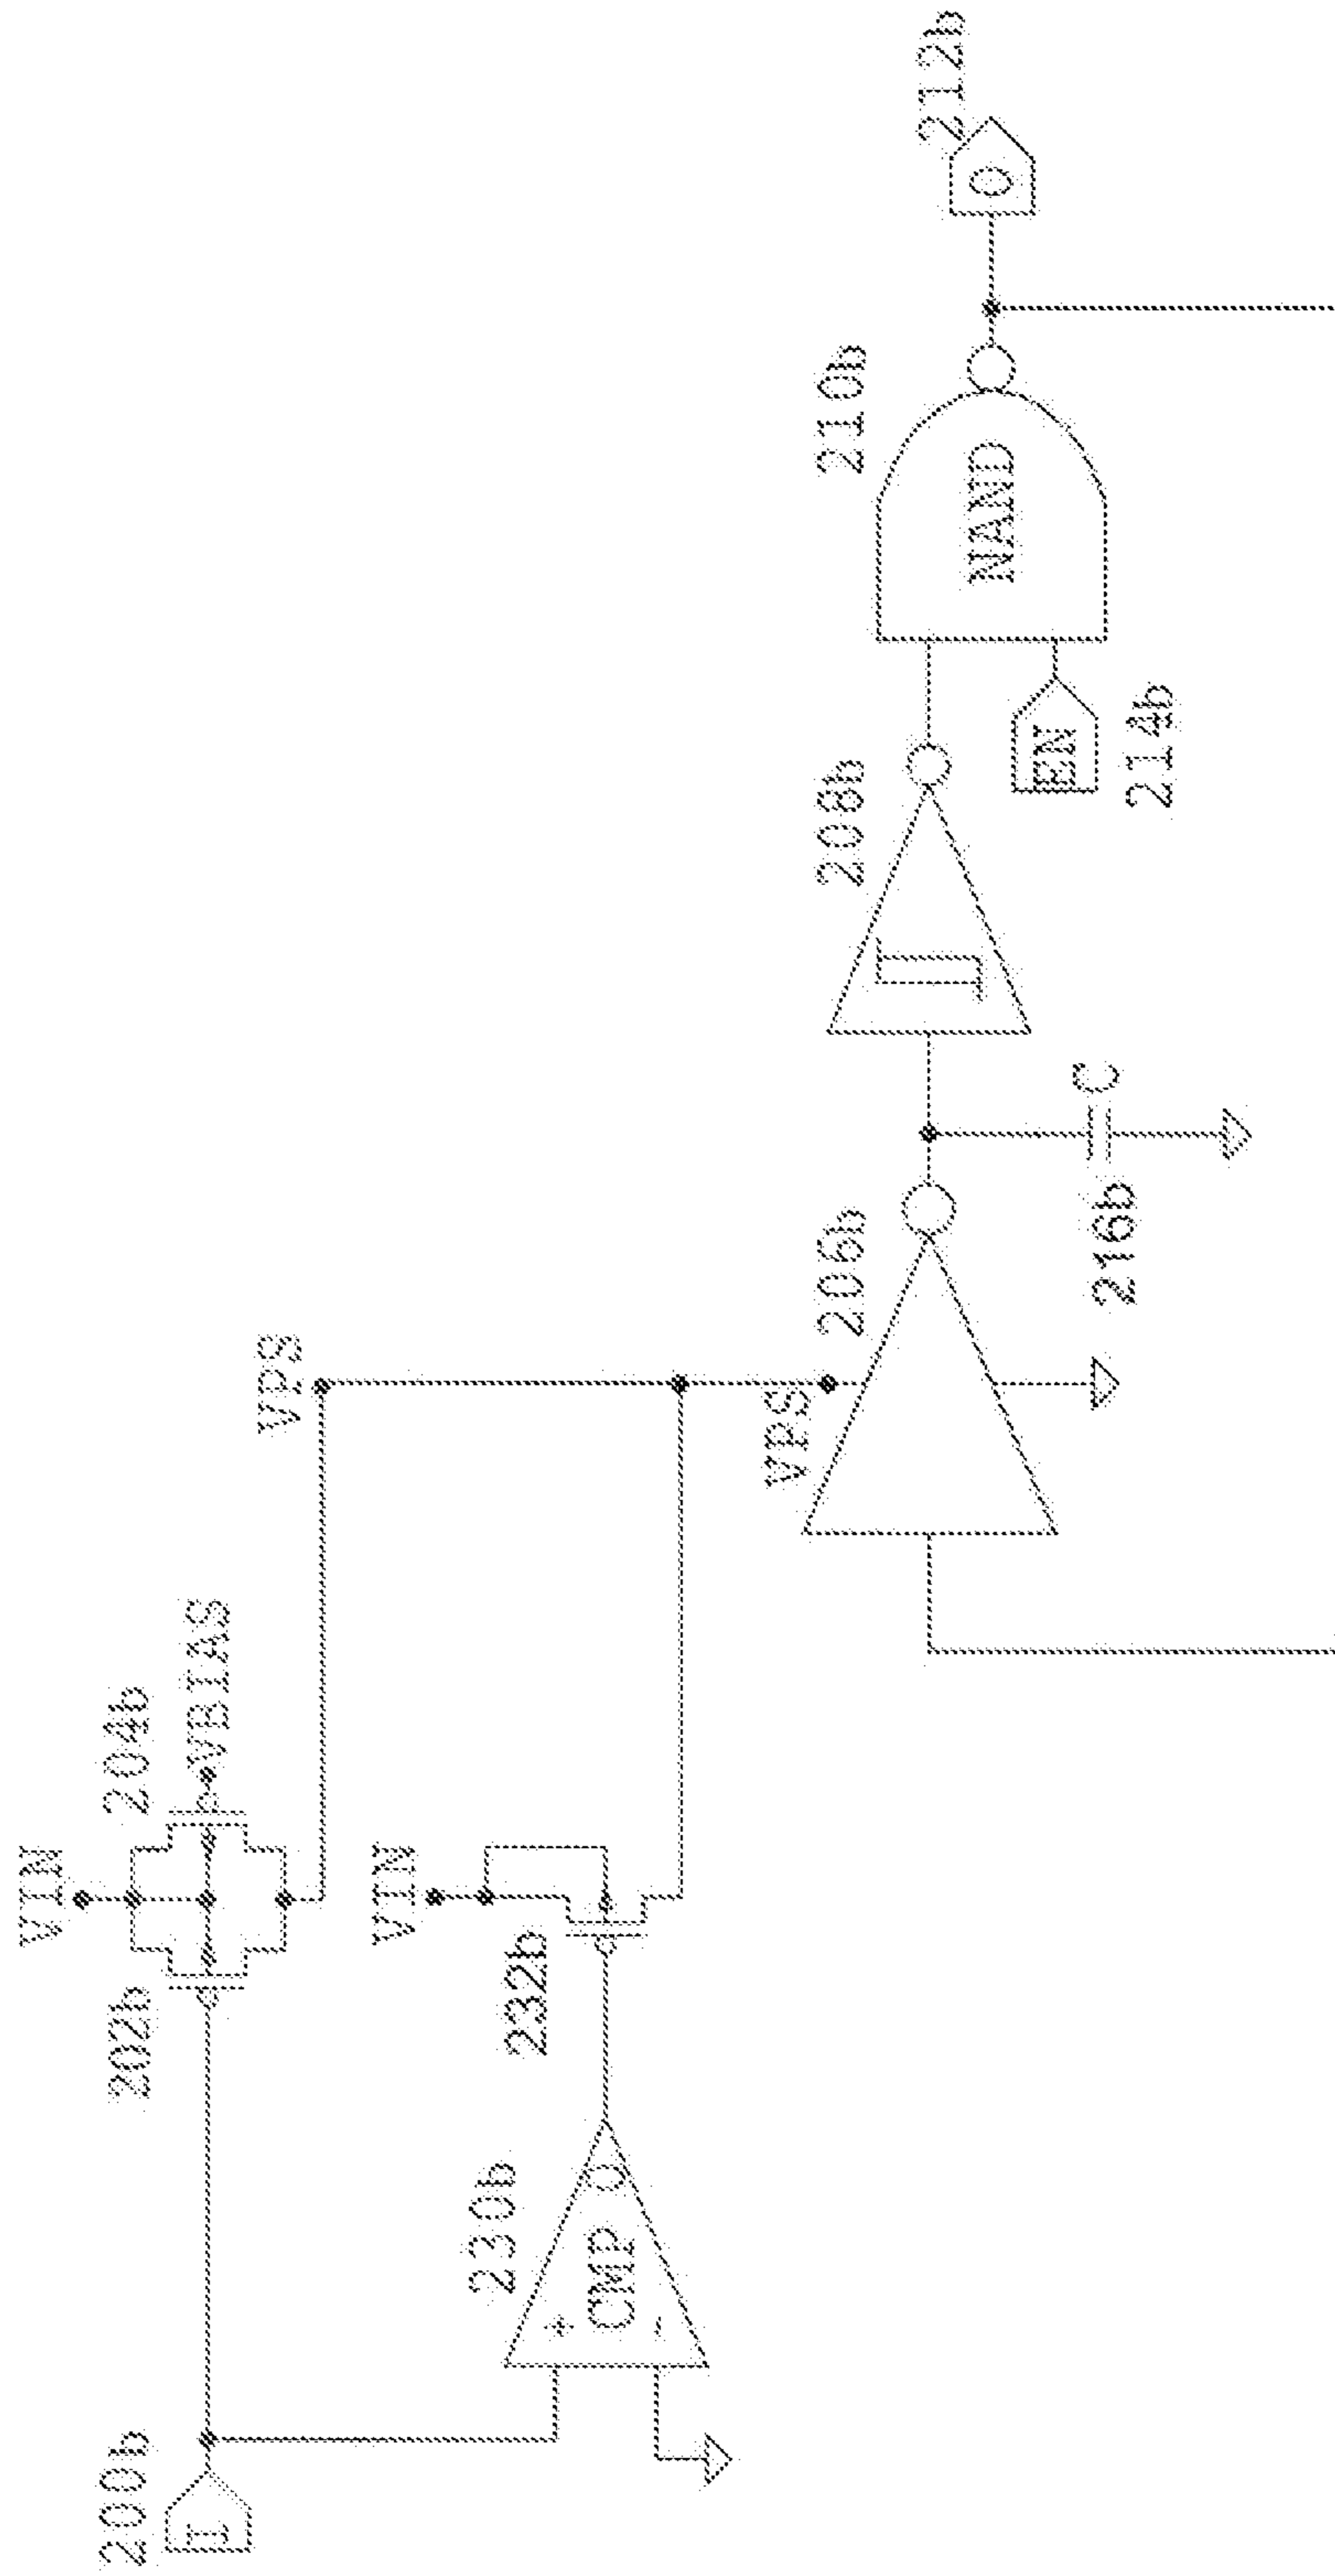 200b
I
202b
VIN
204b
VBIAS
VPS
230b
+
CMP O
-
232b
VIN
VPS
206b
216b
C
208b
EN
214b
210b
NAND
O
212b